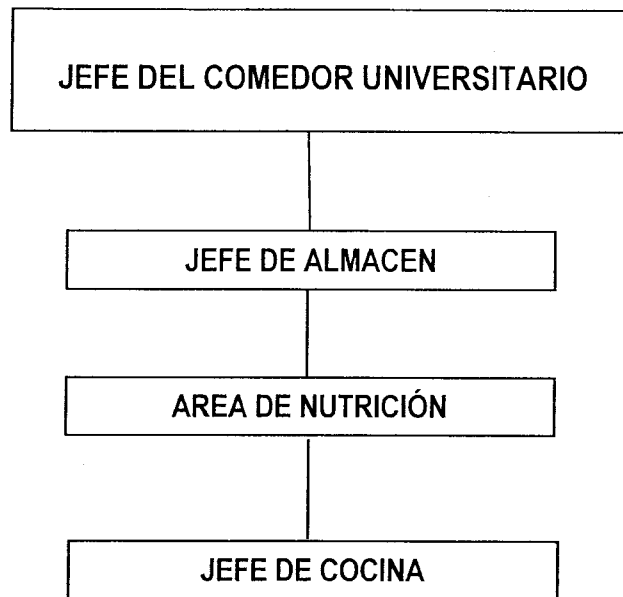 JEFE DEL COMEDOR UNIVERSITARIO
JEFE DE ALMACEN
AREA DE NUTRICIÓN
JEFE DE COCINA